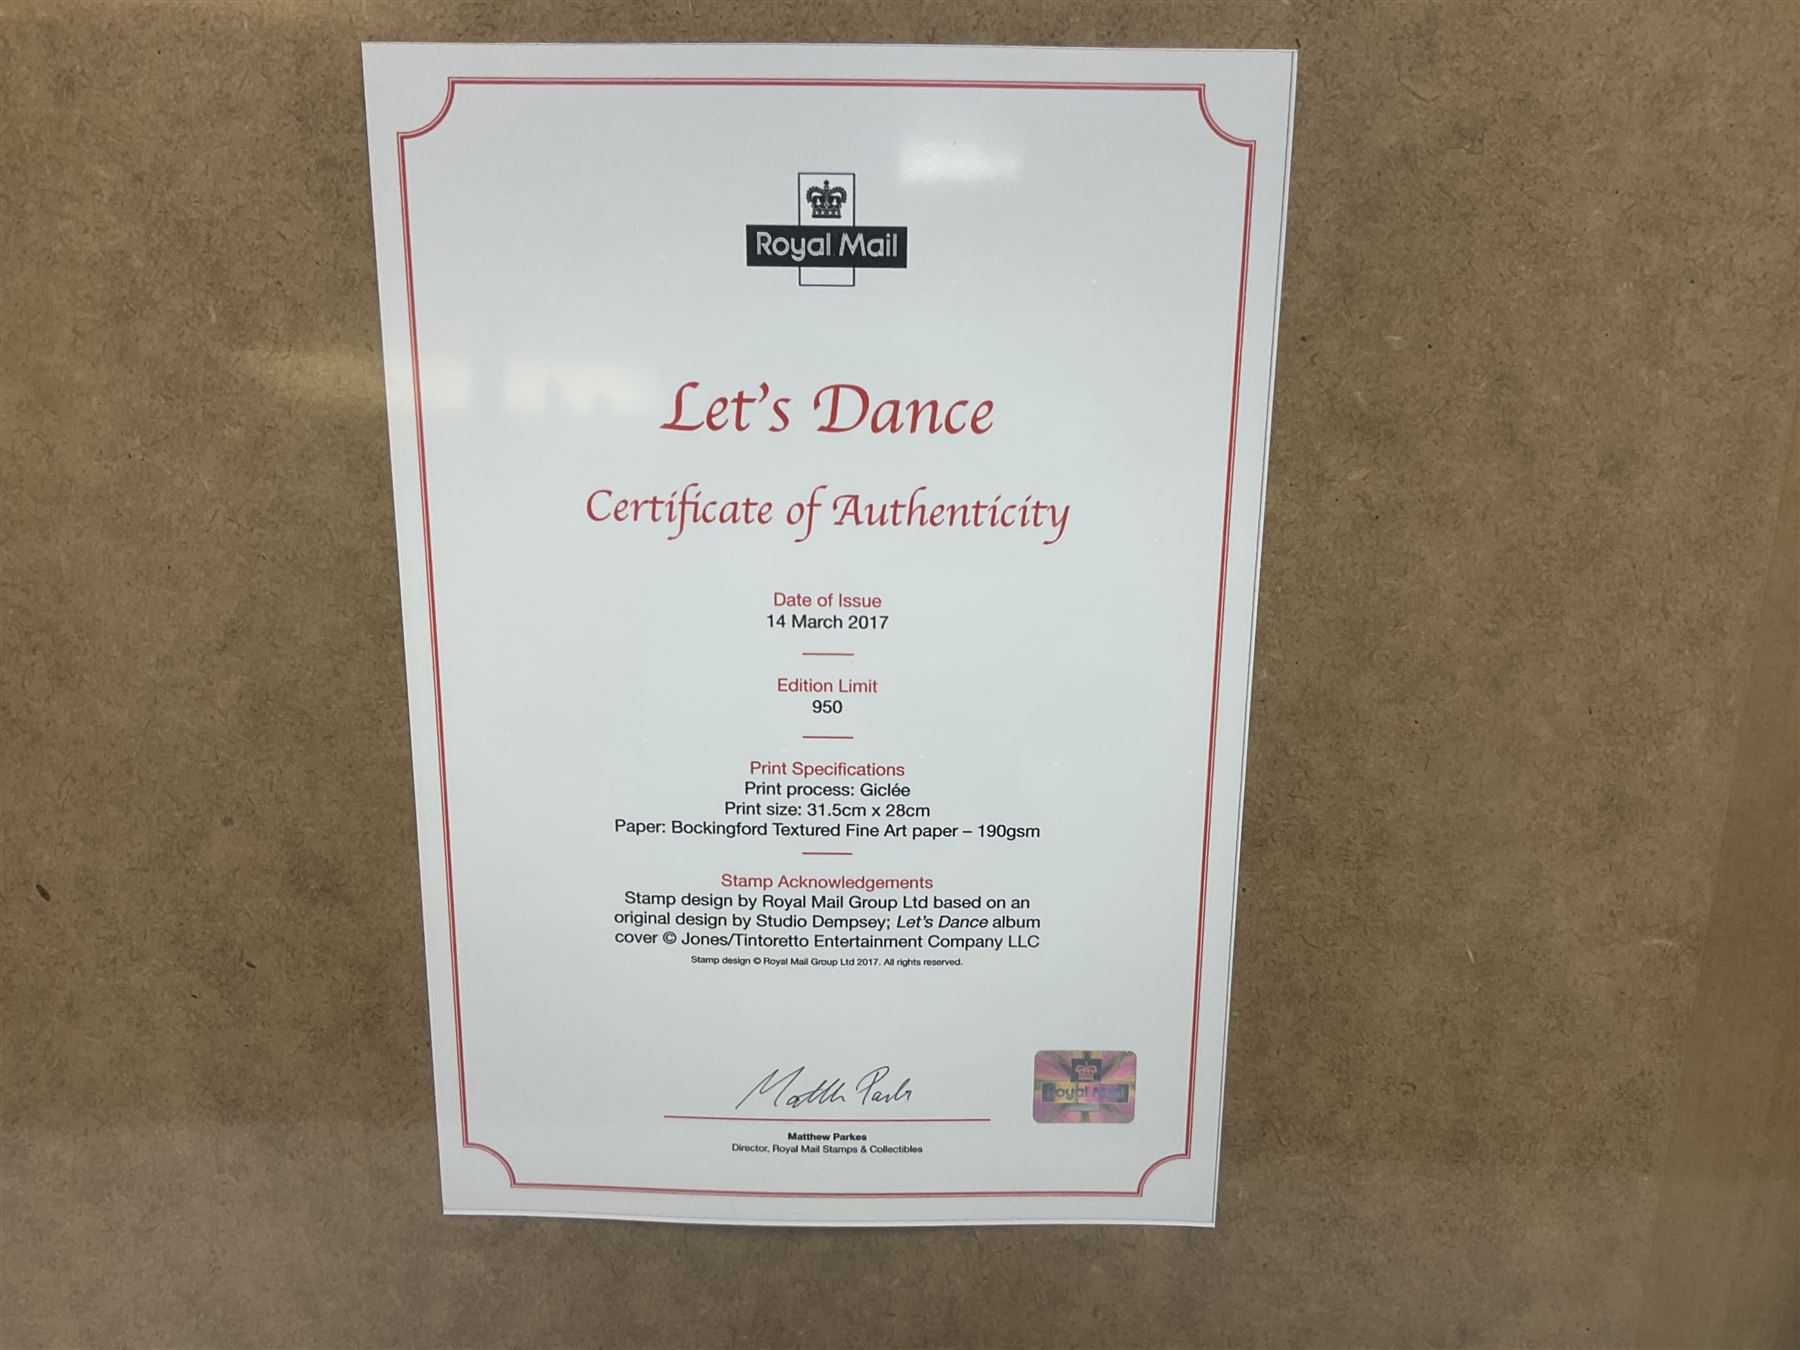 Royal Mail
Let's Dance
Certificate of Authenticity
Date of Issue
14 March 2017
Edition Limit
950
Print Specifications
Print process: Giclée
Print size: 31.5cm x 28cm
Paper: Bockingford Textured Fine Art paper – 190gsm
Stamp Acknowledgements
Stamp design by Royal Mail Group Ltd based on an
original design by Studio Dempsey; Let's Dance album
cover © Jones/Tintoretto Entertainment Company LLC
Stamp design © Royal Mail Group Ltd 2017. All rights reserved.
Matthew Parkes
Royal Mail
Matthew Parkes
Director, Royal Mail Stamps & Collectibles